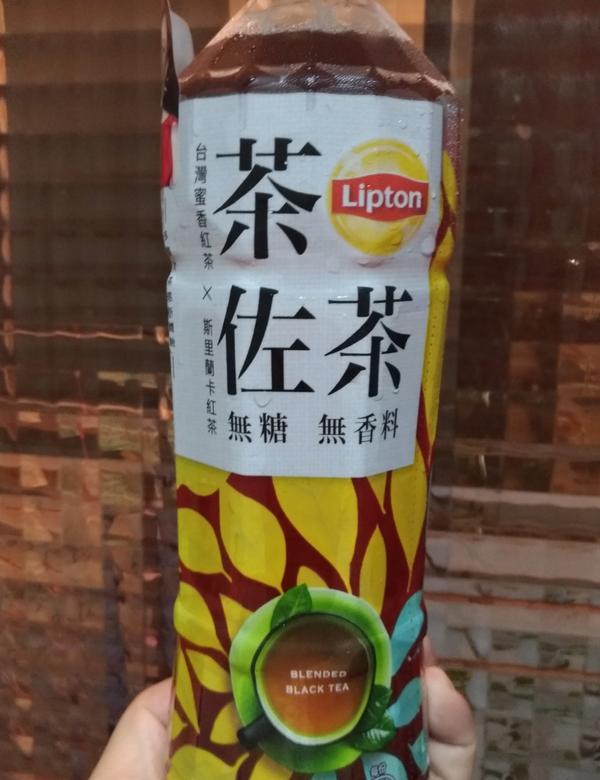 台灣蜜香紅茶 × 斯里蘭卡紅茶
茶
佐茶
Lipton
無糖 無香料
BLENDED
BLACK TEA